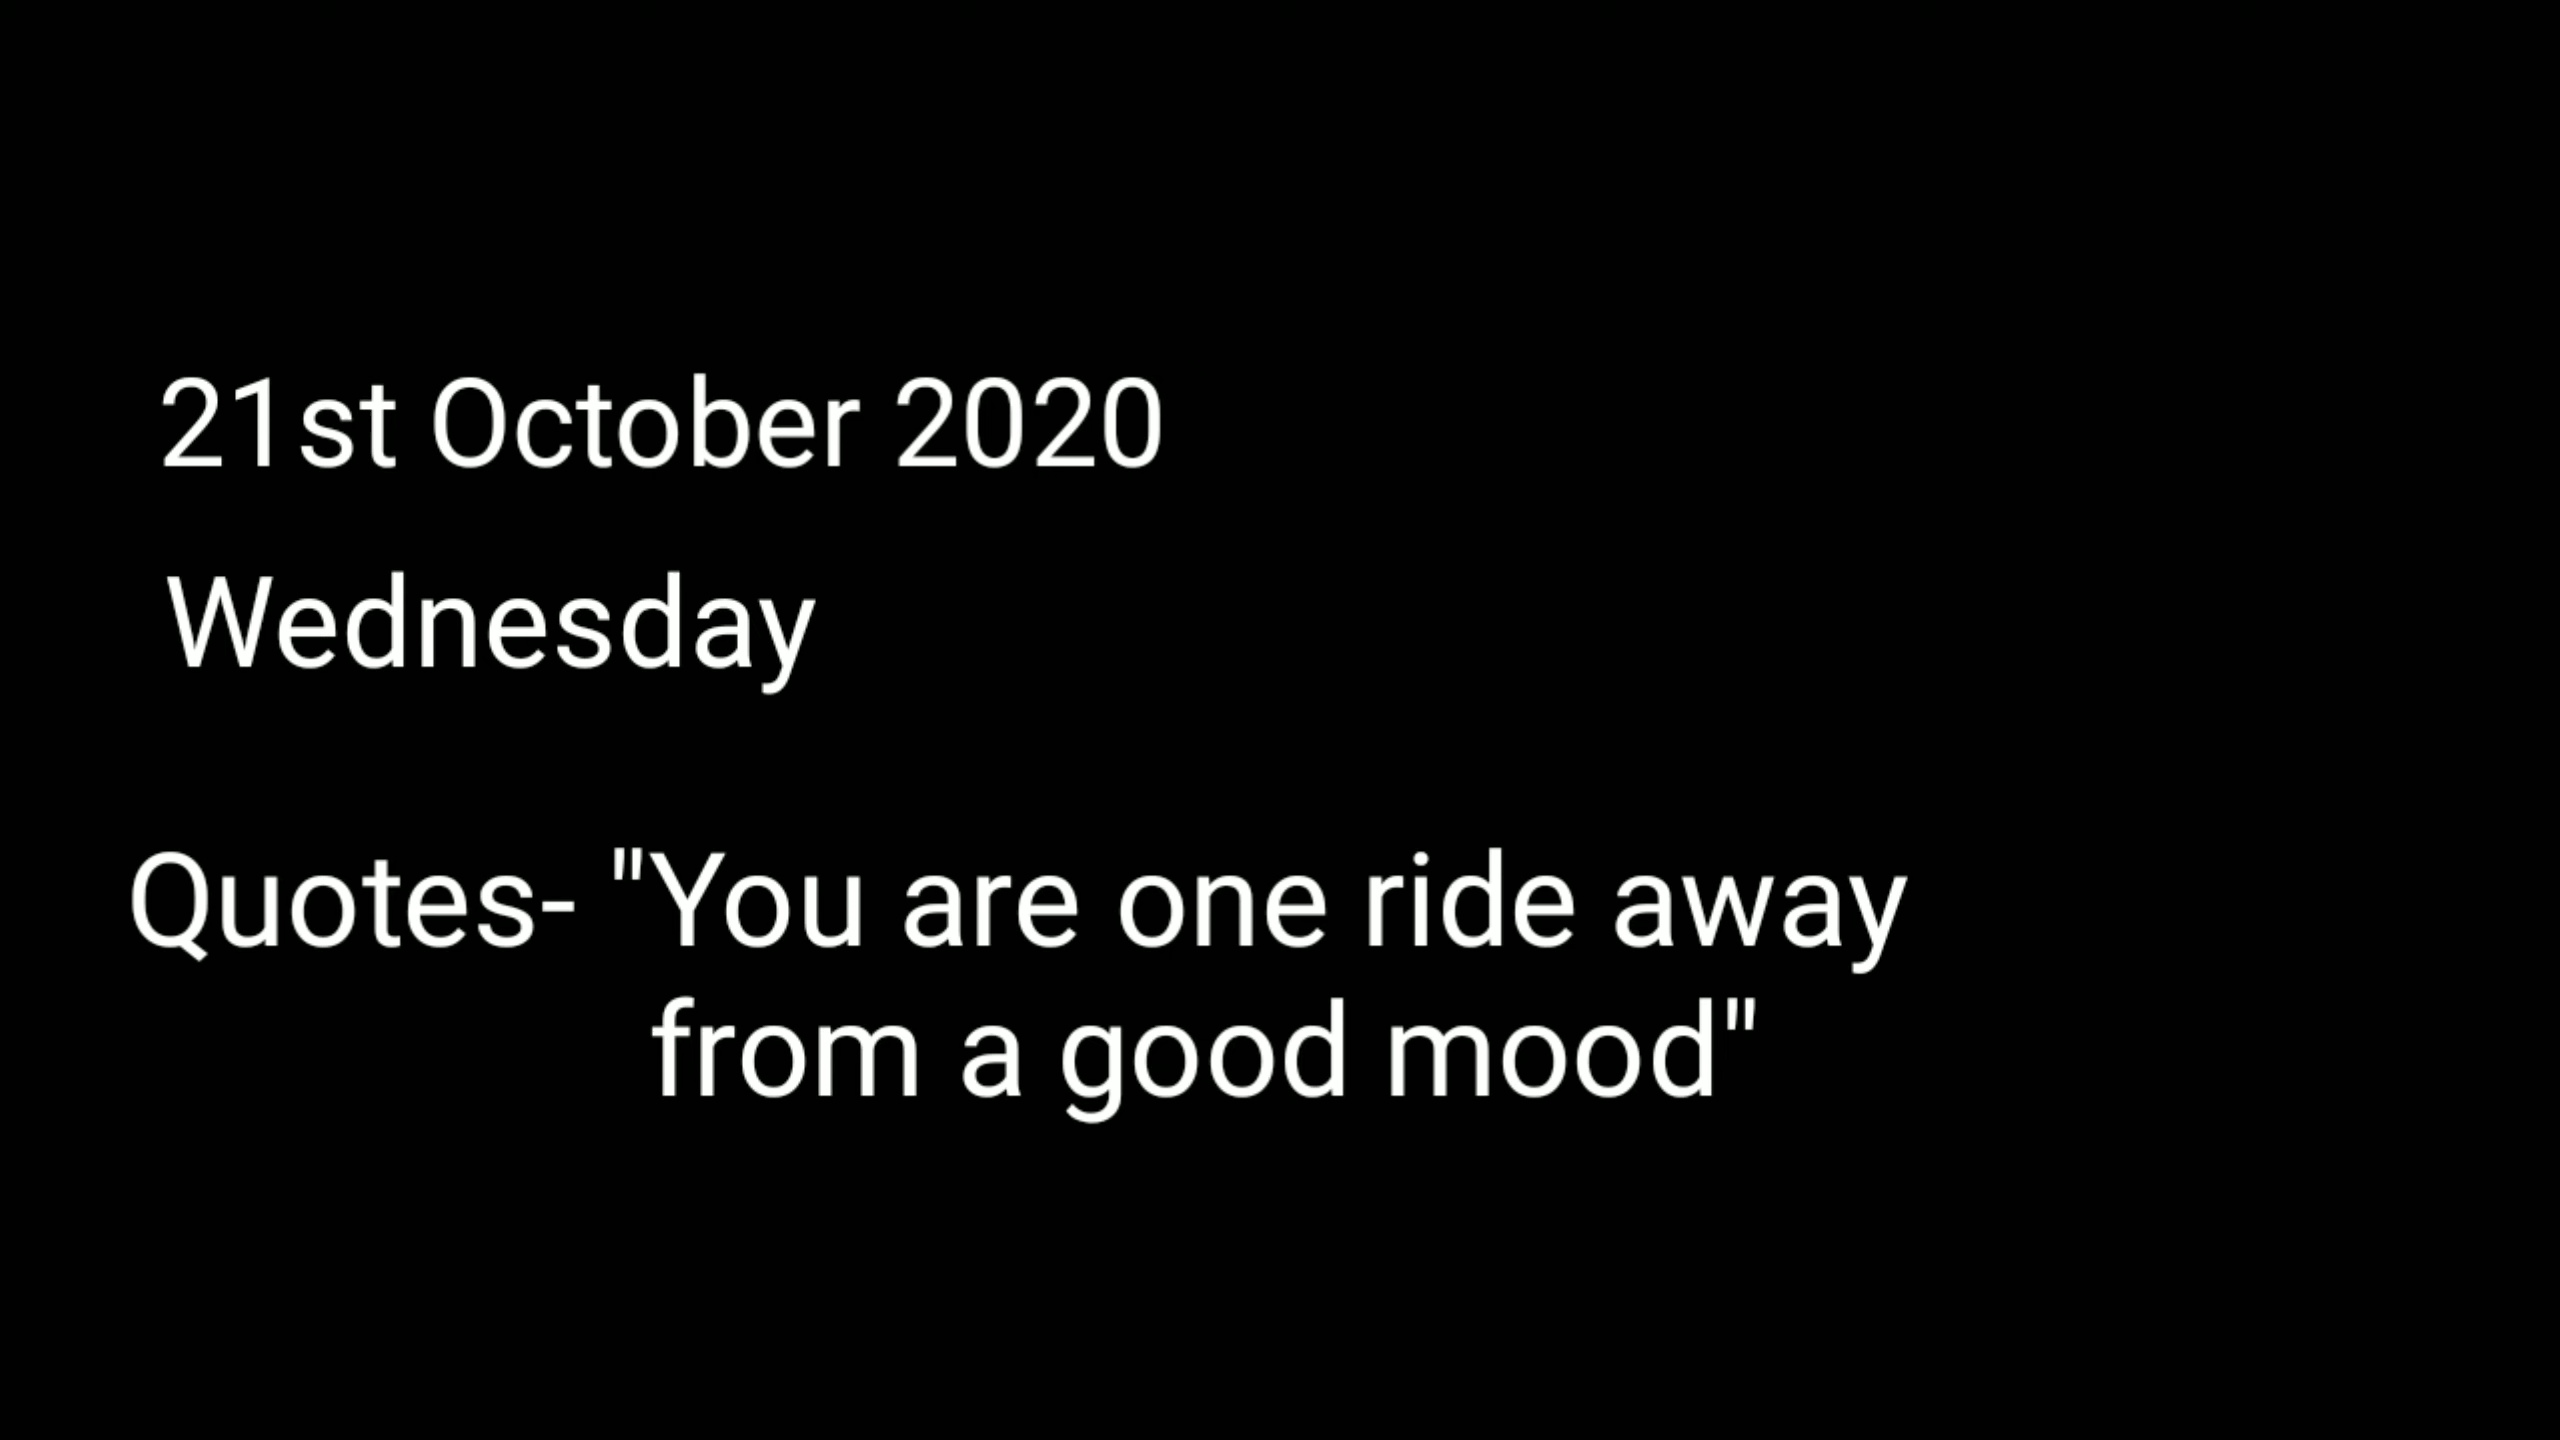 21st October 2020
Wednesday
Quotes- "You are one ride away
from a good mood"